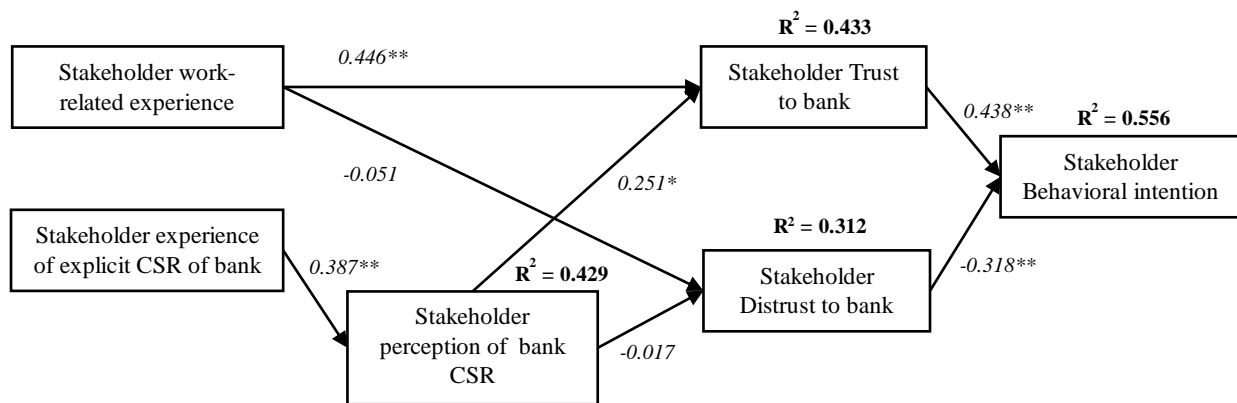 R² = 0.433
Stakeholder work-
related experience
0.446**
Stakeholder Trust
to bank
0.438**
R² = 0.556
Stakeholder
Behavioral intention
-0.051
0.251*
Stakeholder experience
of explicit CSR of bank
0.387**
R² = 0.429
R² = 0.312
Stakeholder
Distrust to bank
-0.318**
Stakeholder
perception of bank
CSR
-0.017